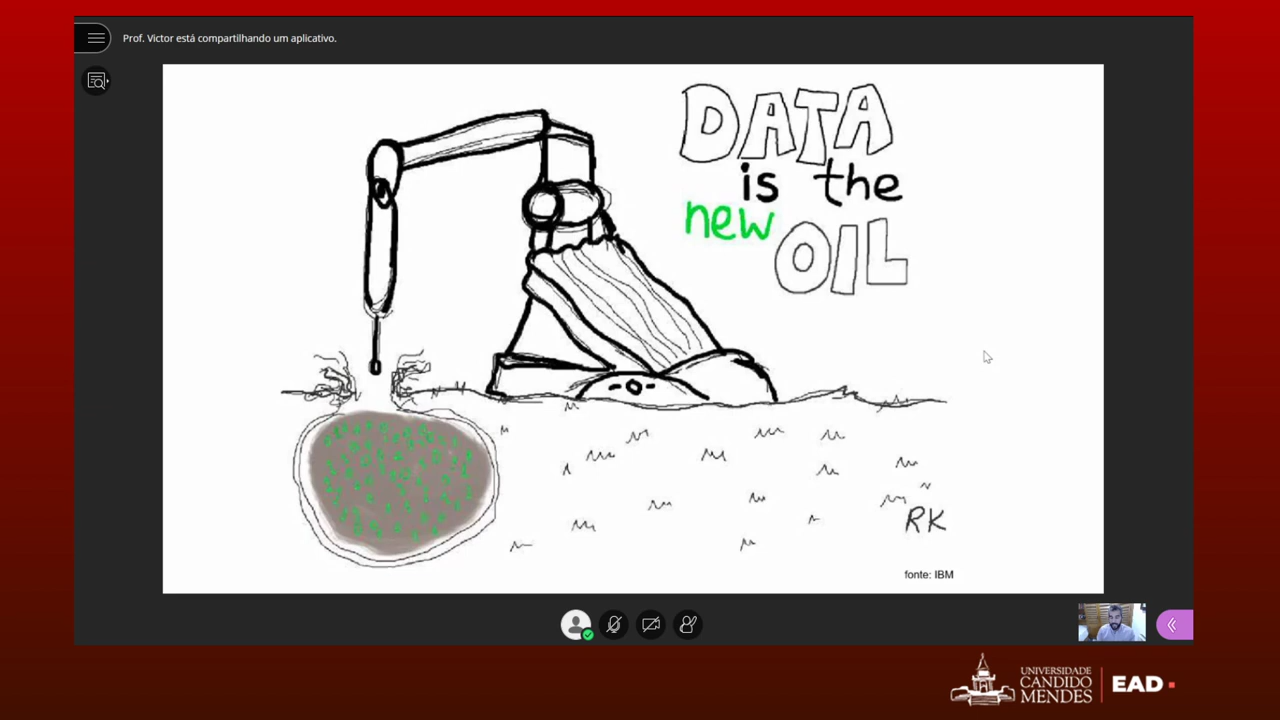 Prof. Victor está compartilhando um aplicativo.
DATA
is the
new
OIL
RK
fonte: IBM
UNIVERSIDADE
CANDIDO
MENDES
EAD